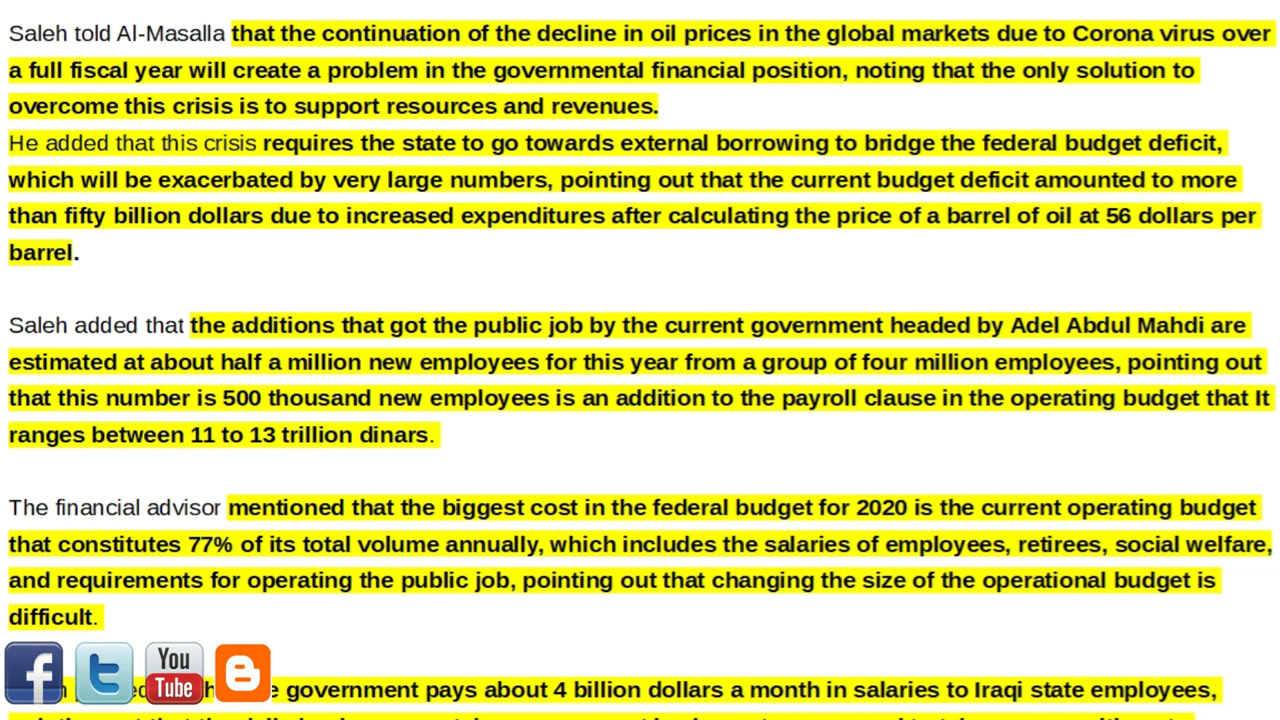 Saleh told Al-Masalla that the continuation of the decline in oil prices in the global markets due to Corona virus over
a full fiscal year will create a problem in the governmental financial position, noting that the only solution to
overcome this crisis is to support resources and revenues.
He added that this crisis requires the state to go towards external borrowing to bridge the federal budget deficit,
which will be exacerbated by very large numbers, pointing out that the current budget deficit amounted to more
than fifty billion dollars due to increased expenditures after calculating the price of a barrel of oil at 56 dollars per
barrel.
Saleh added that the additions that got the public job by the current government headed by Adel Abdul Mahdi are
estimated at about half a million new employees for this year from a group of four million employees, pointing out
that this number is 500 thousand new employees is an addition to the payroll clause in the operating budget that It
ranges between 11 to 13 trillion dinars.
The financial advisor mentioned that the biggest cost in the federal budget for 2020 is the current operating budget
that constitutes 77% of its total volume annually, which includes the salaries of employees, retirees, social welfare,
and requirements for operating the public job, pointing out that changing the size of the operational budget is
difficult.
You
Tube
government pays about 4 billion dollars a month in salaries to Iraqi state employees,